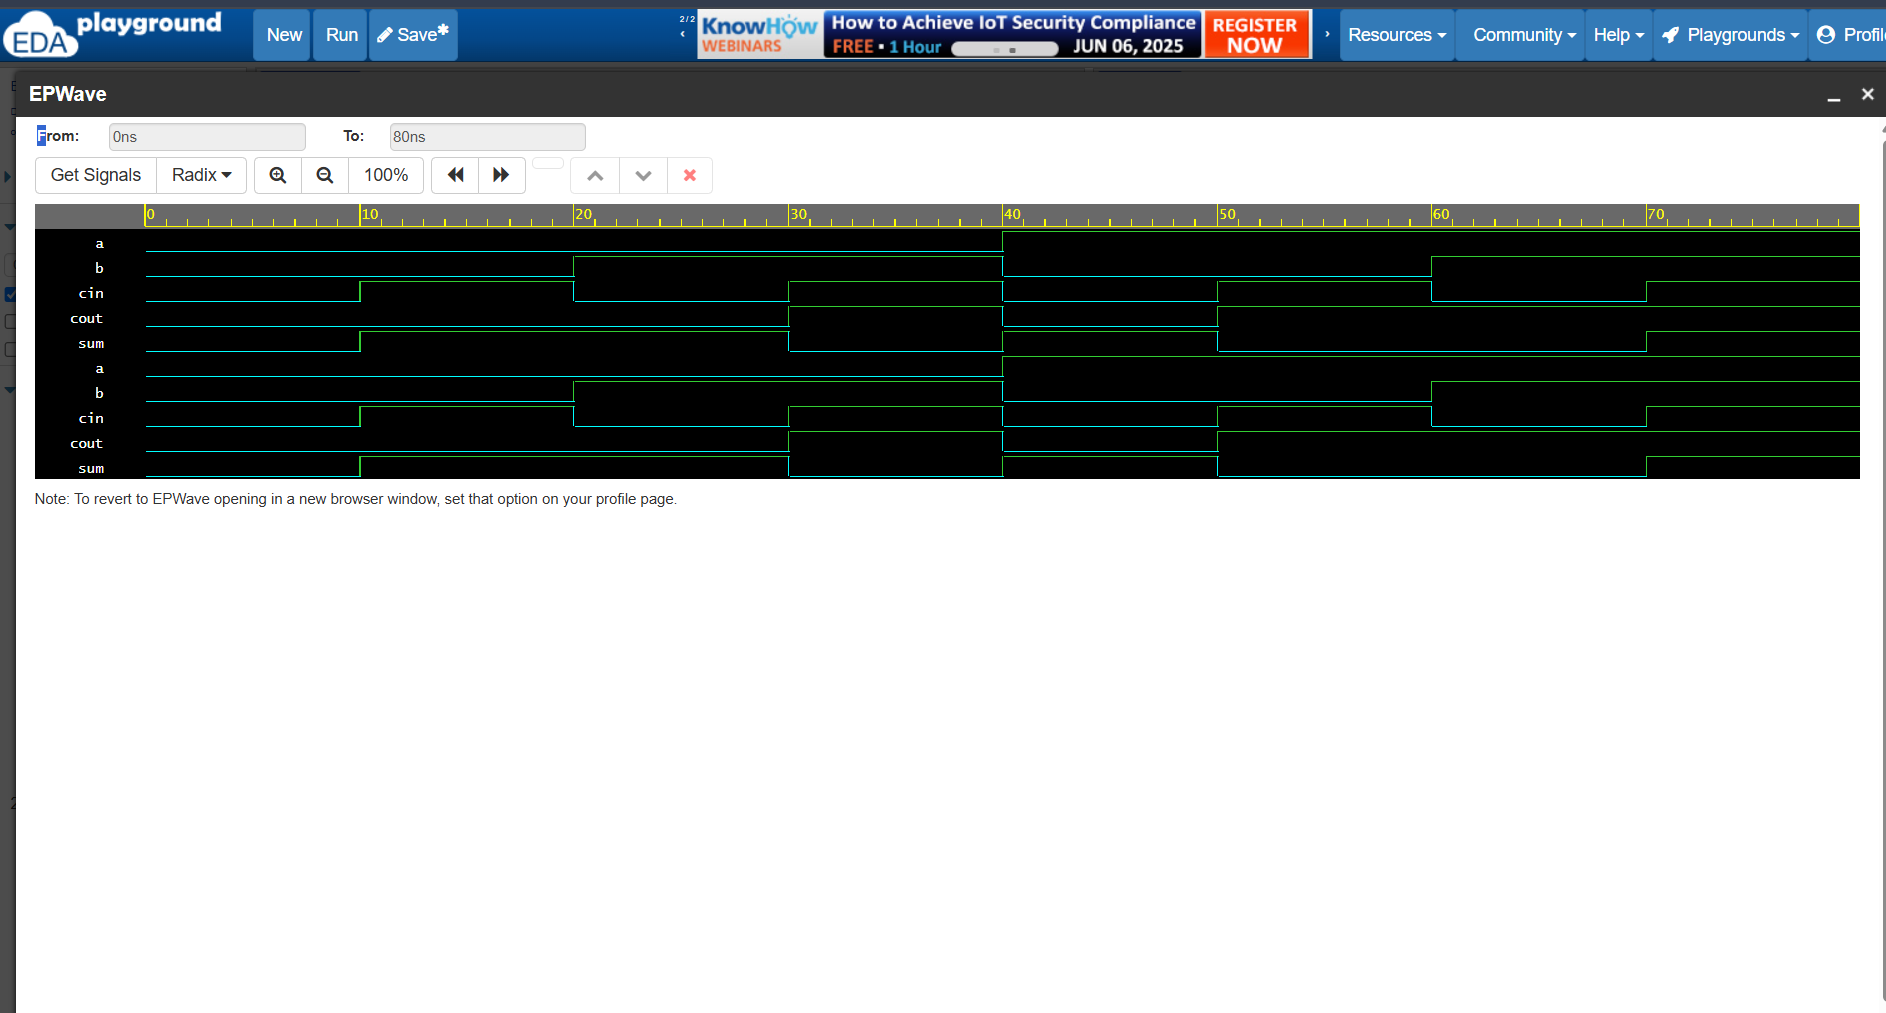 EDA playground
New
Run
Save*
2/2
KnowHow
WEBINARS
How to Achieve IoT Security Compliance
FREE • 1 Hour
JUN 06, 2025
REGISTER
NOW
Resources
Community
Help
Playgrounds
EPWave
From:
0ns
To:
80ns
Get Signals
Radix
100%
0 10 20 30 40 50 60 70
a
b
cin
cout
sum
a
b
cin
cout
sum
Note: To revert to EPWave opening in a new browser window, set that option on your profile page.